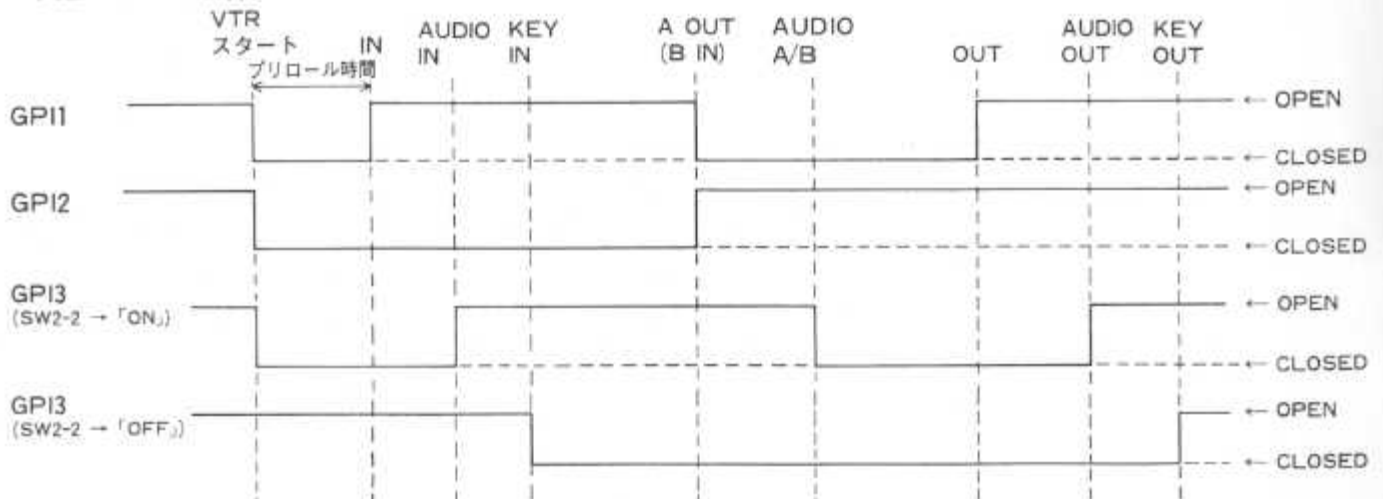 VTR
スタート
IN
AUDIO
IN
KEY
IN
A OUT
(B IN)
AUDIO
A/B
OUT
AUDIO
OUT
KEY
OUT
プリロール時間
GPI1
← OPEN
← CLOSED
GPI2
← OPEN
← CLOSED
GPI3
(SW2-2 → 「ON」)
← OPEN
← CLOSED
GPI3
(SW2-2 → 「OFF」)
← OPEN
← CLOSED